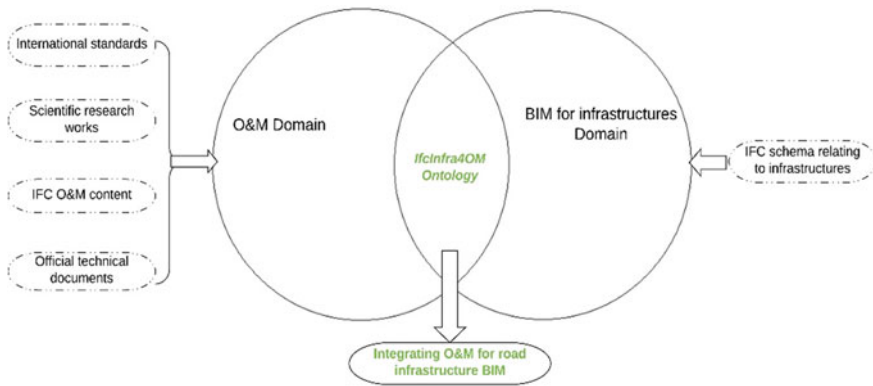 International standards
Scientific research
works
IFC O&M content
Official technical
documents
O&M Domain
IfcInfra4OM
Ontology
BIM for infrastructures
Domain
IFC schema relating
to infrastructures
Integrating O&M for road
infrastructure BIM